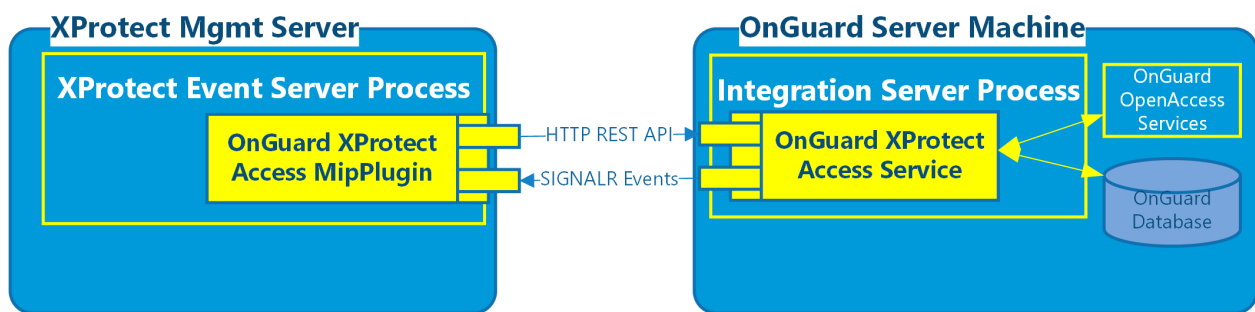 XProtect Mgmt Server
XProtect Event Server Process
OnGuard XProtect
Access MipPlugin
HTTP REST API
SIGNALR Events
OnGuard Server Machine
Integration Server Process
OnGuard XProtect
Access Service
OnGuard
OpenAccess
Services
OnGuard
Database